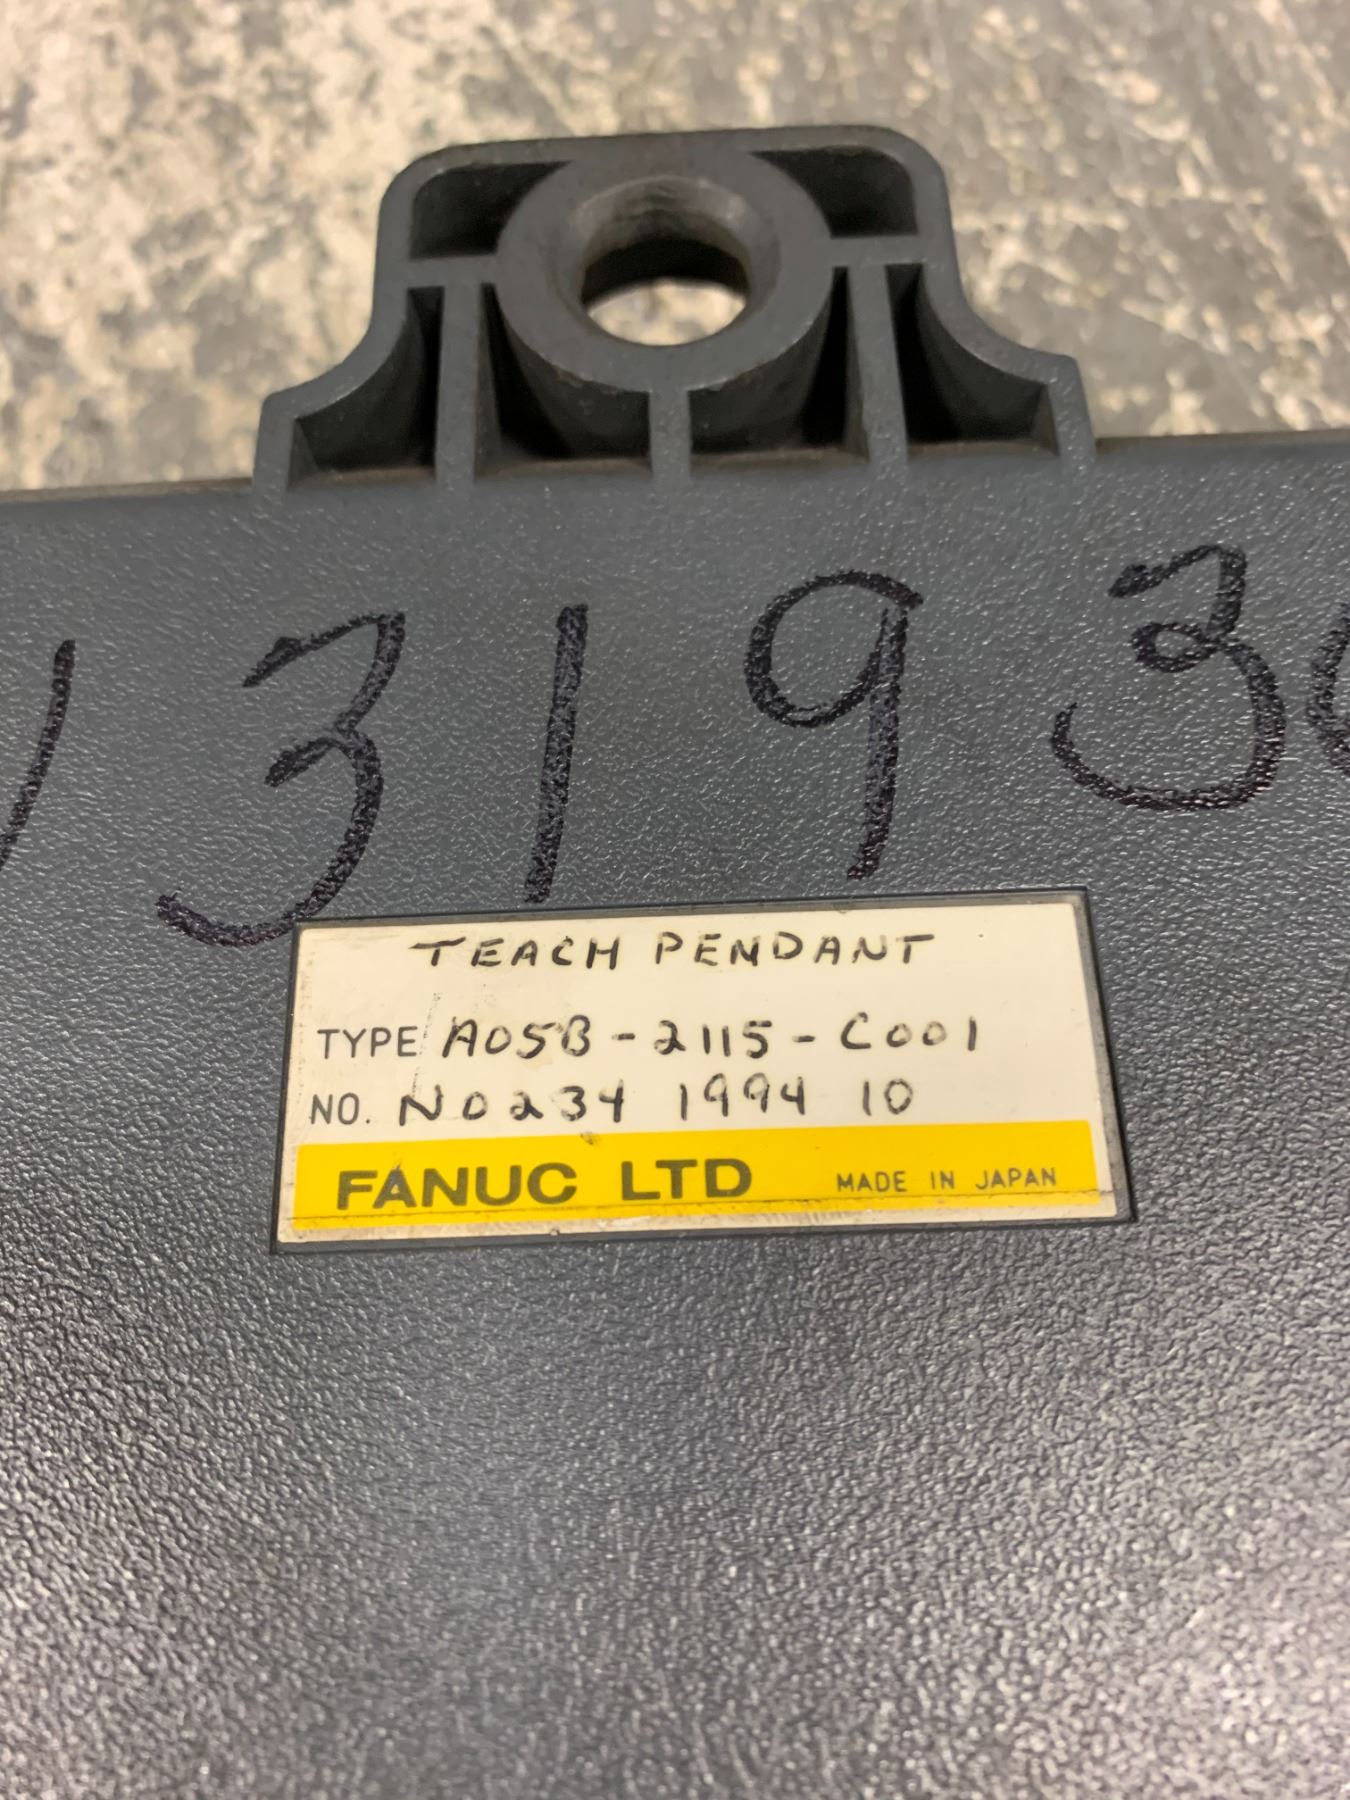 3193
TEACH PENDANT
TYPE A05B-2115-C001
NO. N0234 1994 10
FANUC LTD MADE IN JAPAN